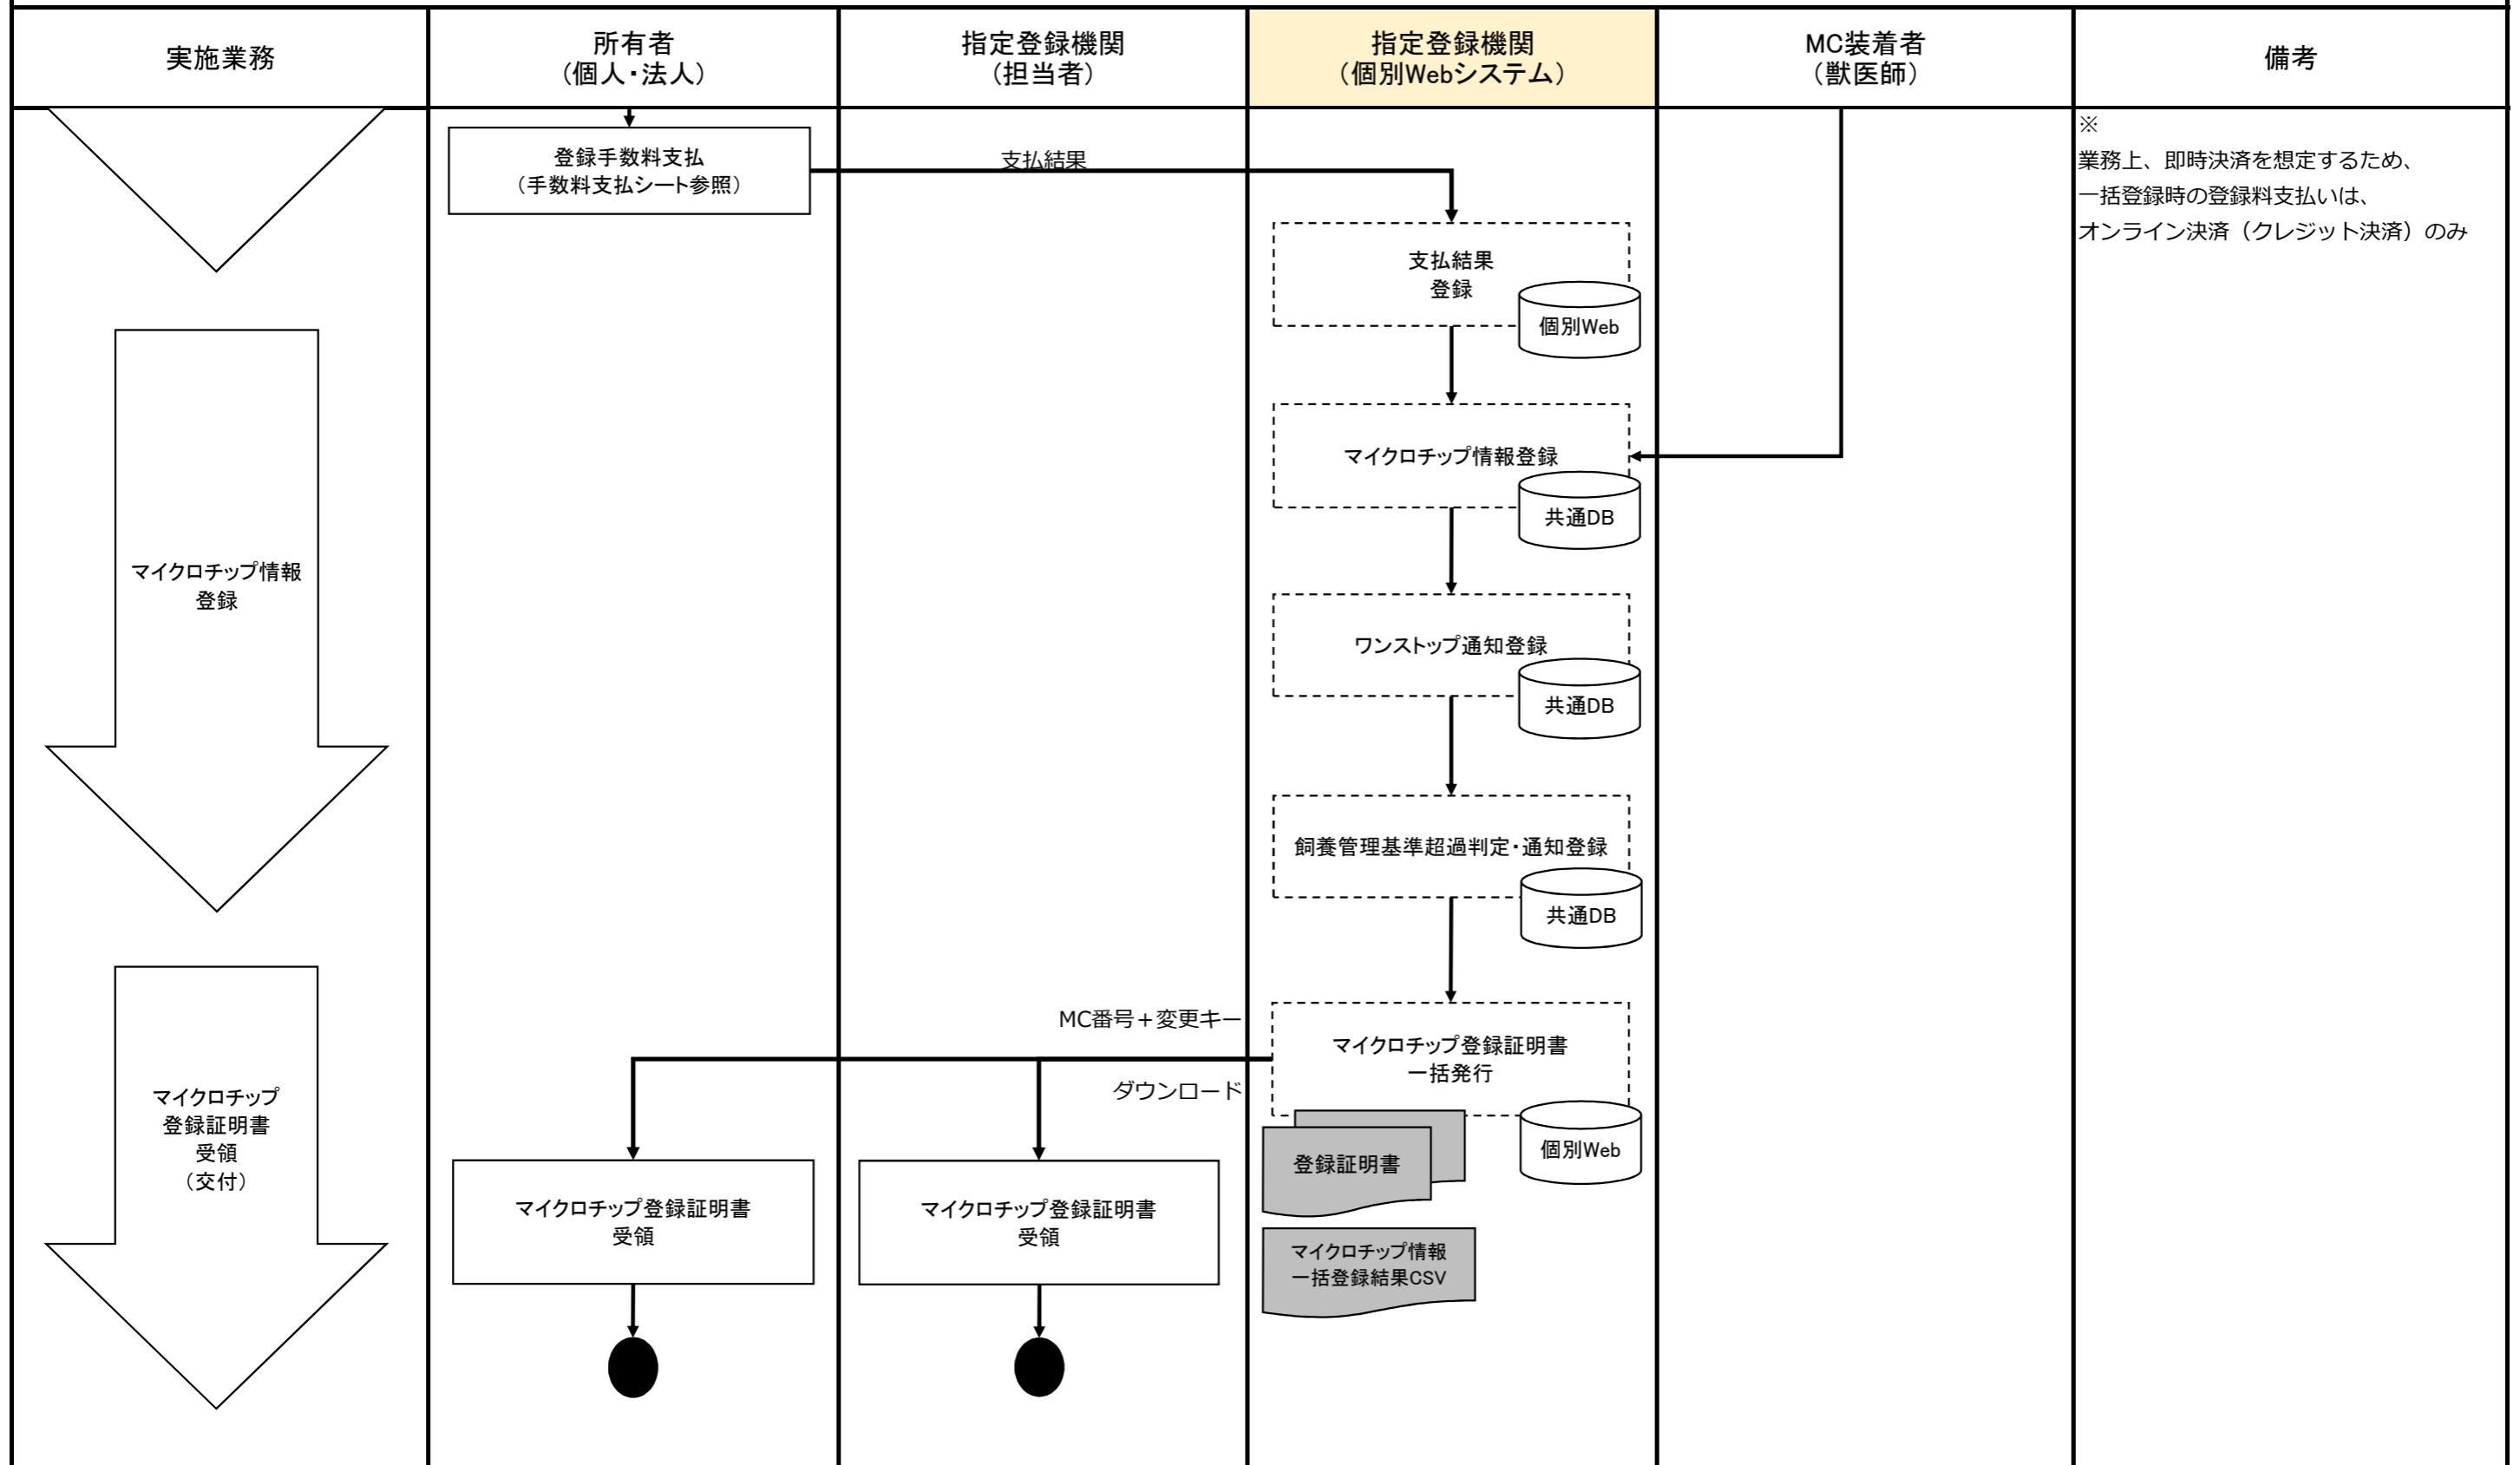 実施業務
所有者
（個人・法人）
指定登録機関
（担当者）
指定登録機関
（個別Webシステム）
MC装着者
（獣医師）
備考
登録手数料支払
（手数料支払シート参照）
支払結果
※
業務上、即時決済を想定するため、
一括登録時の登録料支払いは、
オンライン決済（クレジット決済）のみ
支払結果
登録
個別Web
マイクロチップ情報登録
共通DB
マイクロチップ情報
登録
ワンストップ通知登録
共通DB
飼養管理基準超過判定・通知登録
共通DB
MC番号＋変更キー
ダウンロード
マイクロチップ登録証明書
一括発行
個別Web
登録証明書
マイクロチップ情報
一括登録結果CSV
マイクロチップ
登録証明書
受領
（交付）
マイクロチップ登録証明書
受領
マイクロチップ登録証明書
受領